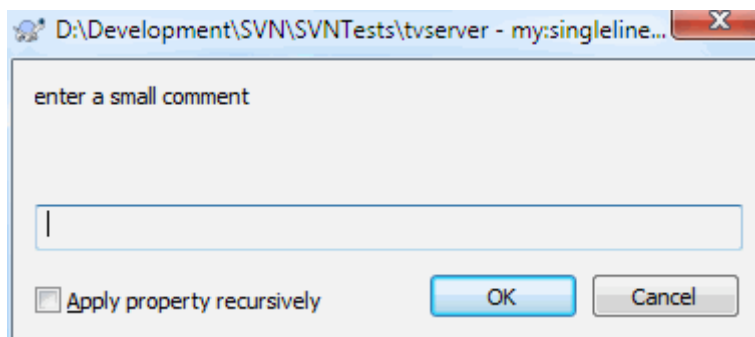 D:\Development\SVN\SVNTests\tvserver - my:singleline...
enter a small comment
Apply property recursively
OK
Cancel